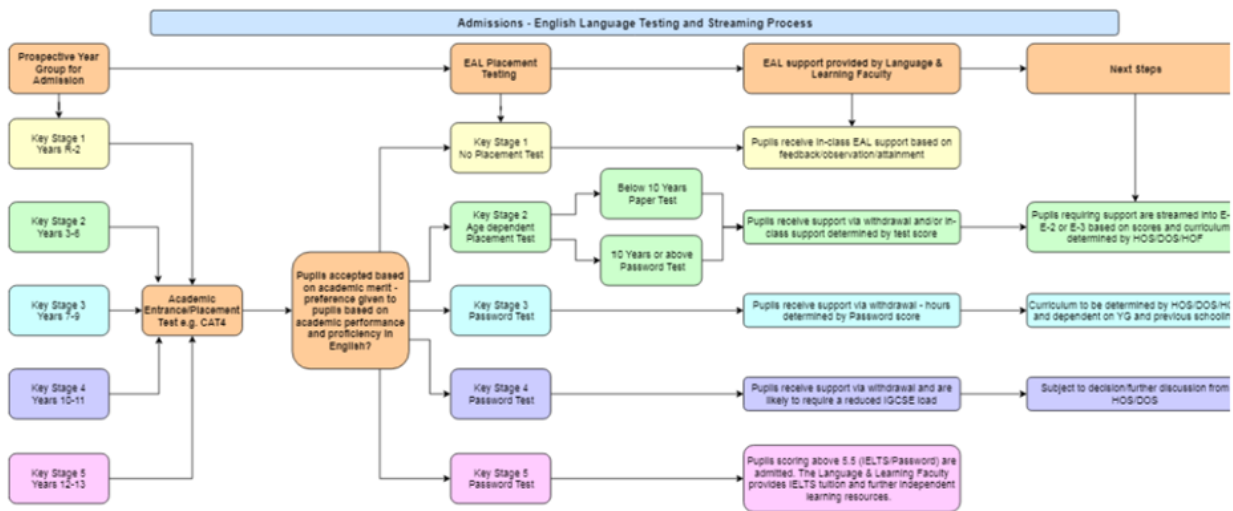 Admissions - English Language Testing and Streaming Process
Prospective Year
Group for
Admission
EAL Placement
Testing
EAL support provided by Language &
Learning Faculty
Next Steps
Key Stage 1
Years R-2
Key Stage 1
No Placement Test
Pupils receive in-class EAL support based on
feedback/observation/attainment
Key Stage 2
Years 3-6
Key Stage 2
Age dependent
Placement Test
Below 10 Years
Paper Test
10 Years or above
Password Test
Pupils receive support via withdrawal and/or in-
class support determined by test score
Pupils requiring support are streamed into E-
E-2 or E-3 based on scores and curriculum
determined by HOS/DOS/HOF
Key Stage 3
Years 7-9
Academic
Entrance/Placement
Test e.g. CAT4
Pupils accepted based
on academic merit -
preference given to
pupils based on
academic performance
and proficiency in
English?
Key Stage 3
Password Test
Pupils receive support via withdrawal - hours
determined by Password score
Curriculum to be determined by HOS/DOS/
and dependent on YG and previous
Key Stage 4
Years 10-11
Key Stage 4
Password Test
Pupils receive support via withdrawal and are
likely to require a reduced IGCSE load
Subject to decision/further discussion from
HOS/DOS
Key Stage 5
Years 12-13
Key Stage 5
Password Test
Pupils scoring above 5.5 (IELTS/Password) are
admitted. The Language & Learning Faculty
provides IELTS tuition and further independent
learning resources.